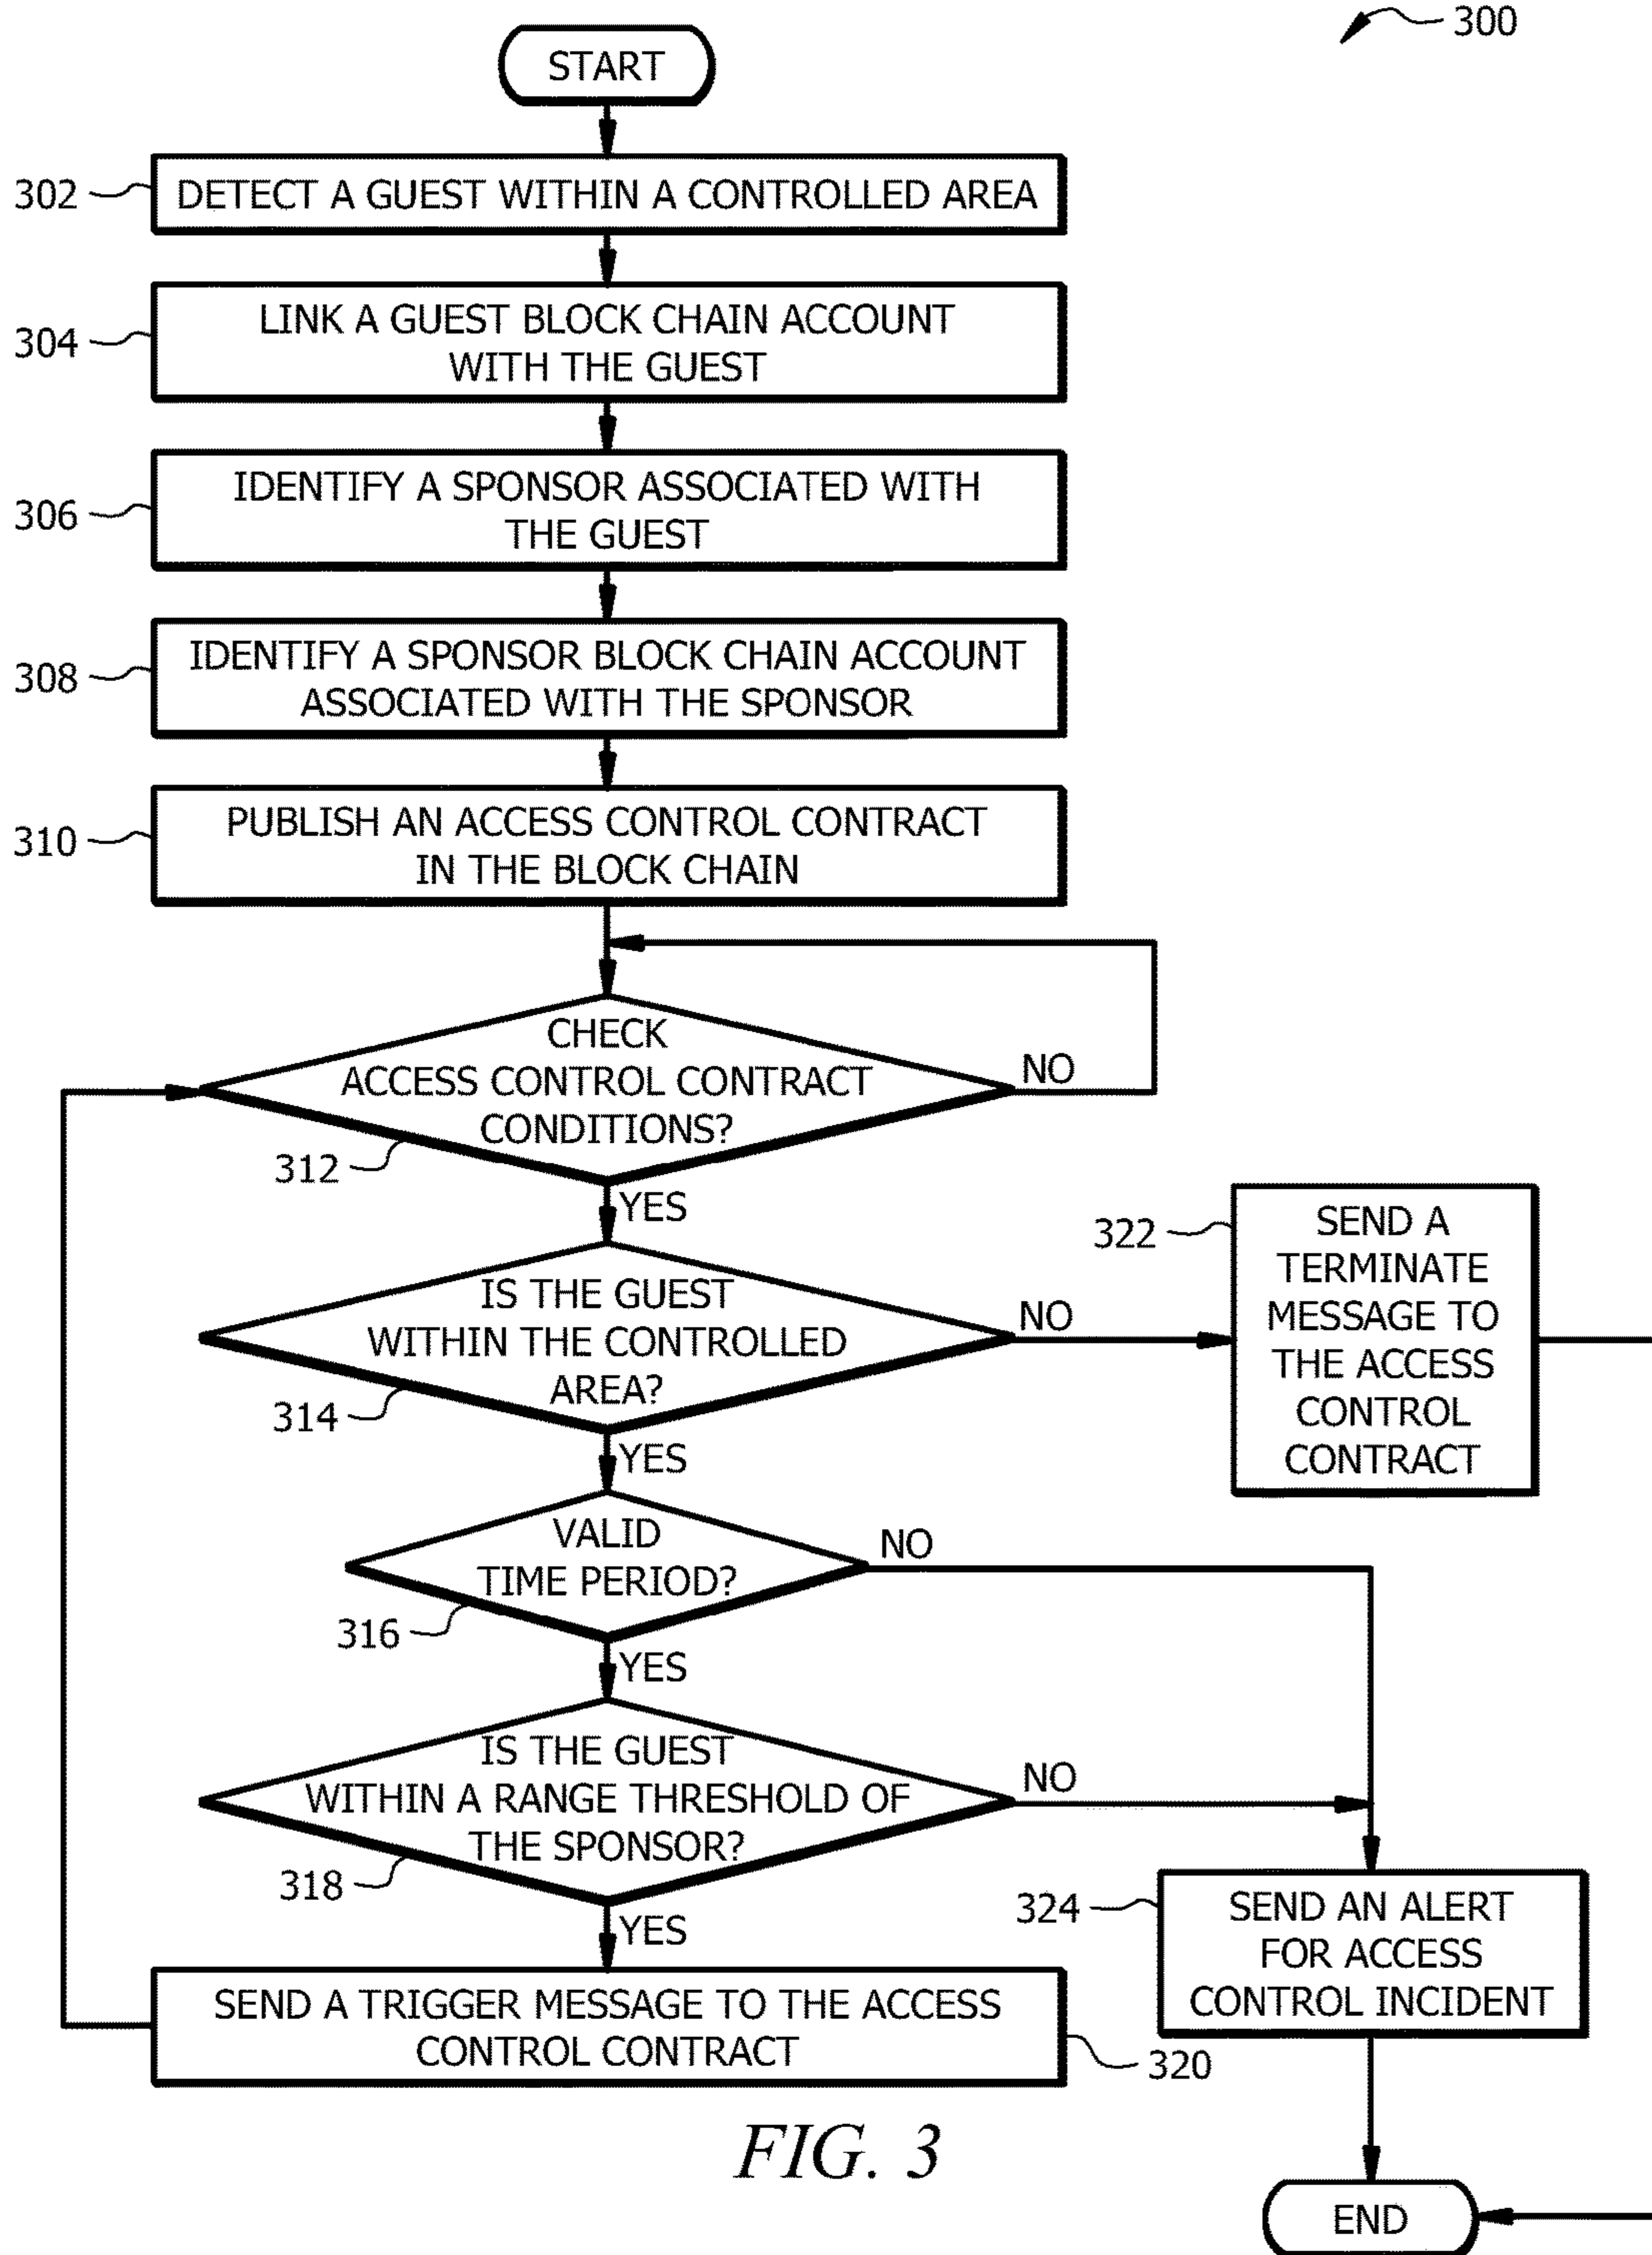 300
START
302
DETECT A GUEST WITHIN A CONTROLLED AREA
304
LINK A GUEST BLOCK CHAIN ACCOUNT
WITH THE GUEST
306
IDENTIFY A SPONSOR ASSOCIATED WITH
THE GUEST
308
IDENTIFY A SPONSOR BLOCK CHAIN ACCOUNT
ASSOCIATED WITH THE SPONSOR
310
PUBLISH AN ACCESS CONTROL CONTRACT
IN THE BLOCK CHAIN
CHECK
ACCESS CONTROL CONTRACT
CONDITIONS?
NO
312
YES
IS THE GUEST
WITHIN THE CONTROLLED
AREA?
NO
314
322
SEND A
TERMINATE
MESSAGE TO
THE ACCESS
CONTROL
CONTRACT
YES
VALID
TIME PERIOD?
NO
316
YES
IS THE GUEST
WITHIN A RANGE THRESHOLD OF
THE SPONSOR?
NO
318
YES
324
SEND AN ALERT
FOR ACCESS
CONTROL INCIDENT
SEND A TRIGGER MESSAGE TO THE ACCESS
CONTROL CONTRACT
320
FIG. 3
END